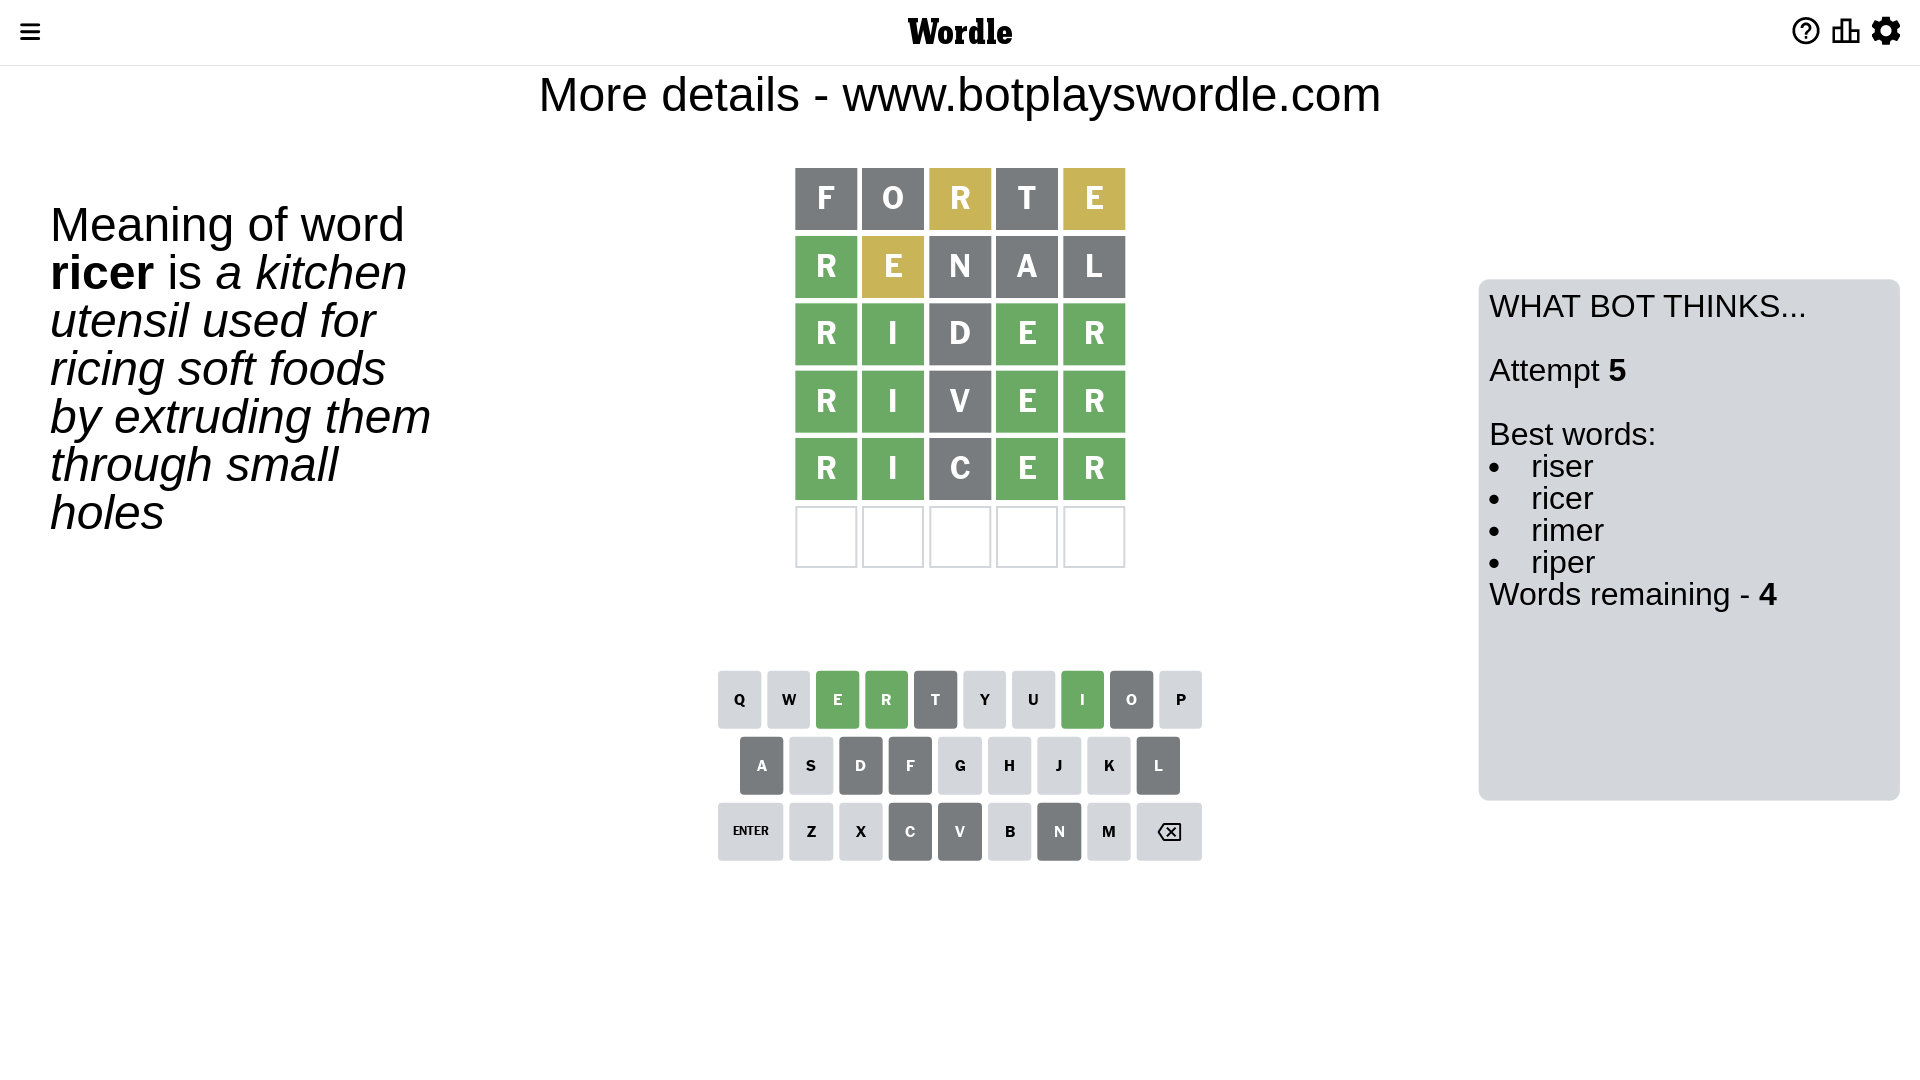 Wordle
More details - www.botplayswordle.com
Meaning of word
ricer is a kitchen
utensil used for
ricing soft foods
by extruding them
through small
holes
F O R T E
R E N A L
R I D E R
R I V E R
R I C E R
WHAT BOT THINKS...
Attempt 5
Best words:
• riser
• ricer
• rimer
• riper
Words remaining - 4
Q W E R T Y U I O P
A S D F G H J K L
ENTER Z X C V B N M